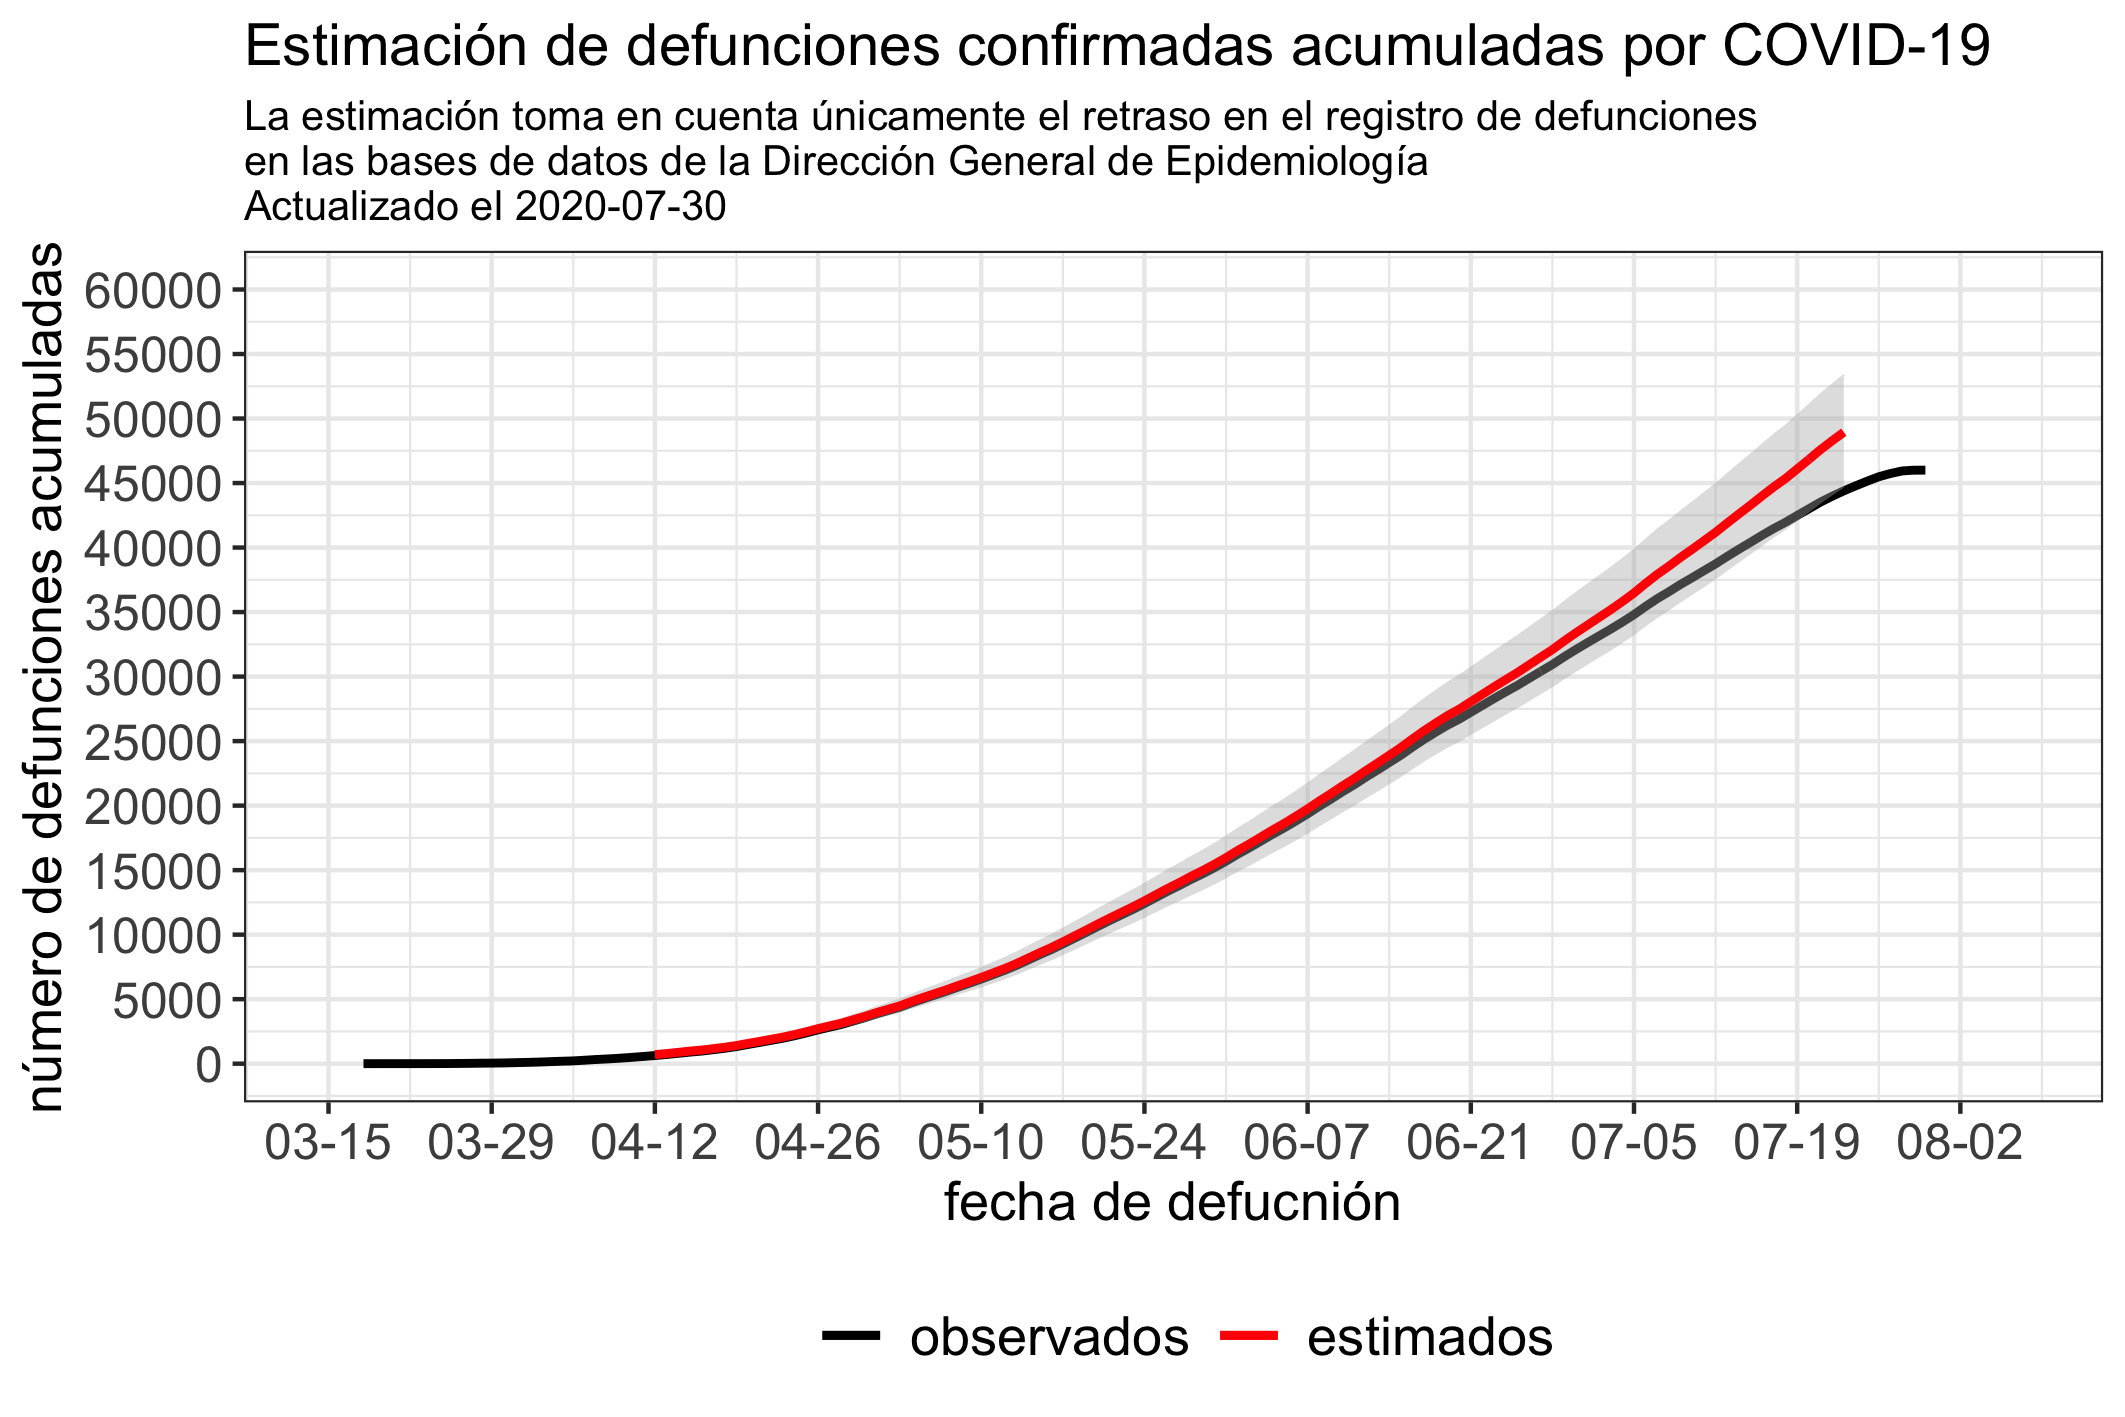 Estimación de defunciones confirmadas acumuladas por COVID-19
La estimación toma en cuenta únicamente el retraso en el registro de defunciones
en las bases de datos de la Dirección General de Epidemiología
Actualizado el 2020-07-30
número de defunciones acumuladas
60000
55000
50000
45000
40000
35000
30000
25000
20000
15000
10000
5000
0
03-15 03-29 04-12 04-26 05-10 05-24 06-07 06-21 07-05 07-19 08-02
fecha de defucnión
observados estimados